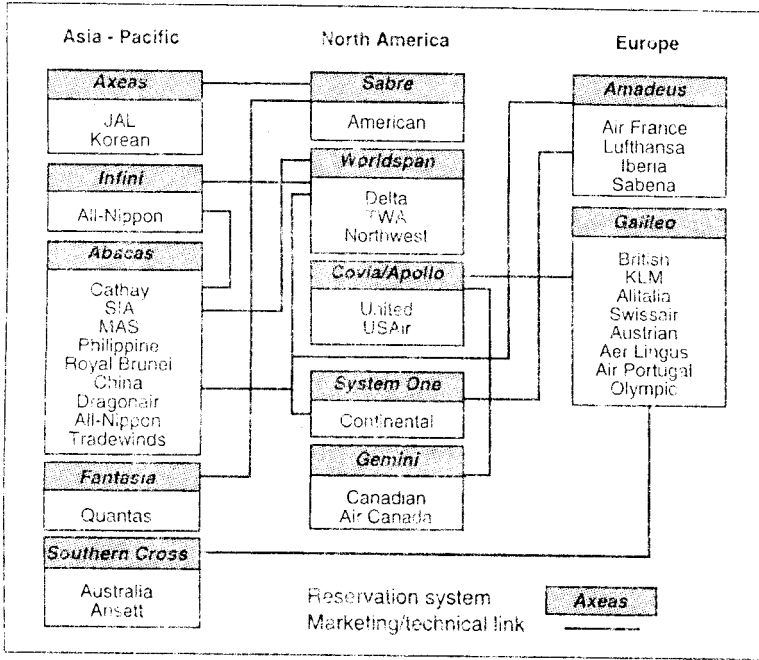 Asia - Pacific
Axeas
JAL
Korean
Infini
All-Nippon
Abacas
Cathay
SIA
MAS
Philippine
Royal Brunei
China
Dragonair
All-Nippon
Tradewinds
Fantasia
Quantas
Southern Cross
Australia
Ansett
North America
Sabre
American
Worldspan
Delta
TWA
Northwest
Covia/Apollo
United
USAir
System One
Continental
Gemini
Canadian
Air Canada
Europe
Amadeus
Air France
Lufthansa
Iberia
Sabena
Galileo
British
KLM
Alitalia
Swissair
Austrian
Aer Lingus
Air Portugal
Olympic
Reservation system
Axeas
Marketing/technical link